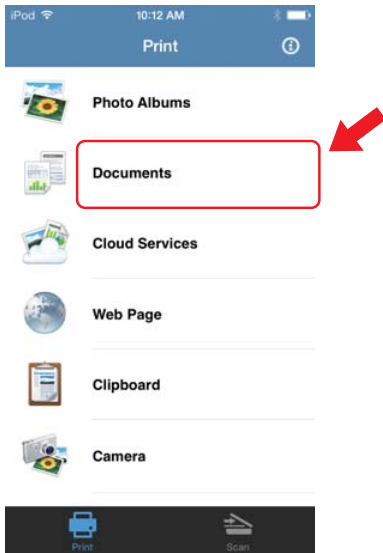 iPod 10:12 AM
Print
Photo Albums
Documents
Cloud Services
Web Page
Clipboard
Camera
Print Scan